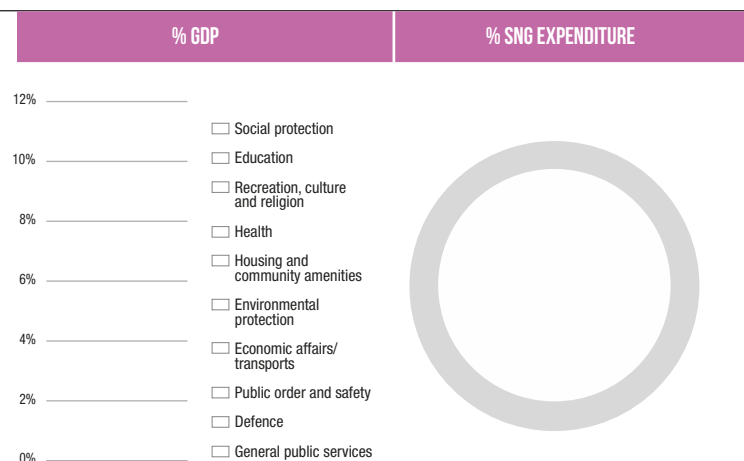 % GDP
% SNG EXPENDITURE
12%
10%
8%
6%
4%
2%
0%
Social protection
Education
Recreation, culture
and religion
Health
Housing and
community amenities
Environmental
protection
Economic affairs/
transports
Public order and safety
Defence
General public services